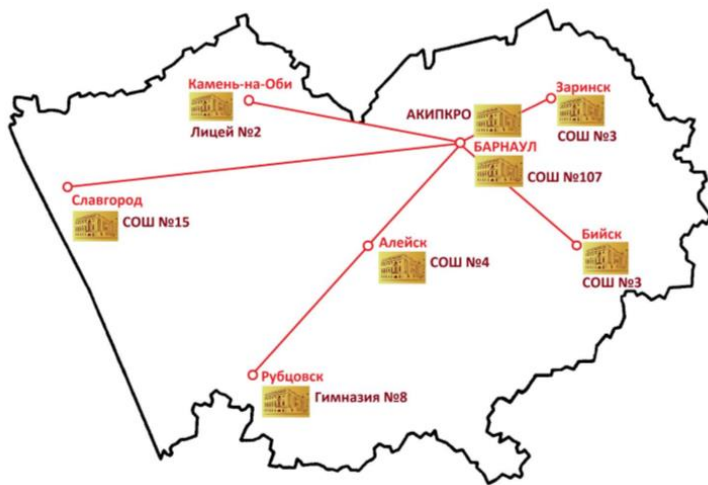 Камень-на-Оби
Лицей №2
АКИПКРО
Заринск
СОШ №3
БАРНАУЛ
СОШ №107
Славгород
СОШ №15
Алейск
СОШ №4
Бийск
СОШ №3
Рубцовск
Гимназия №8